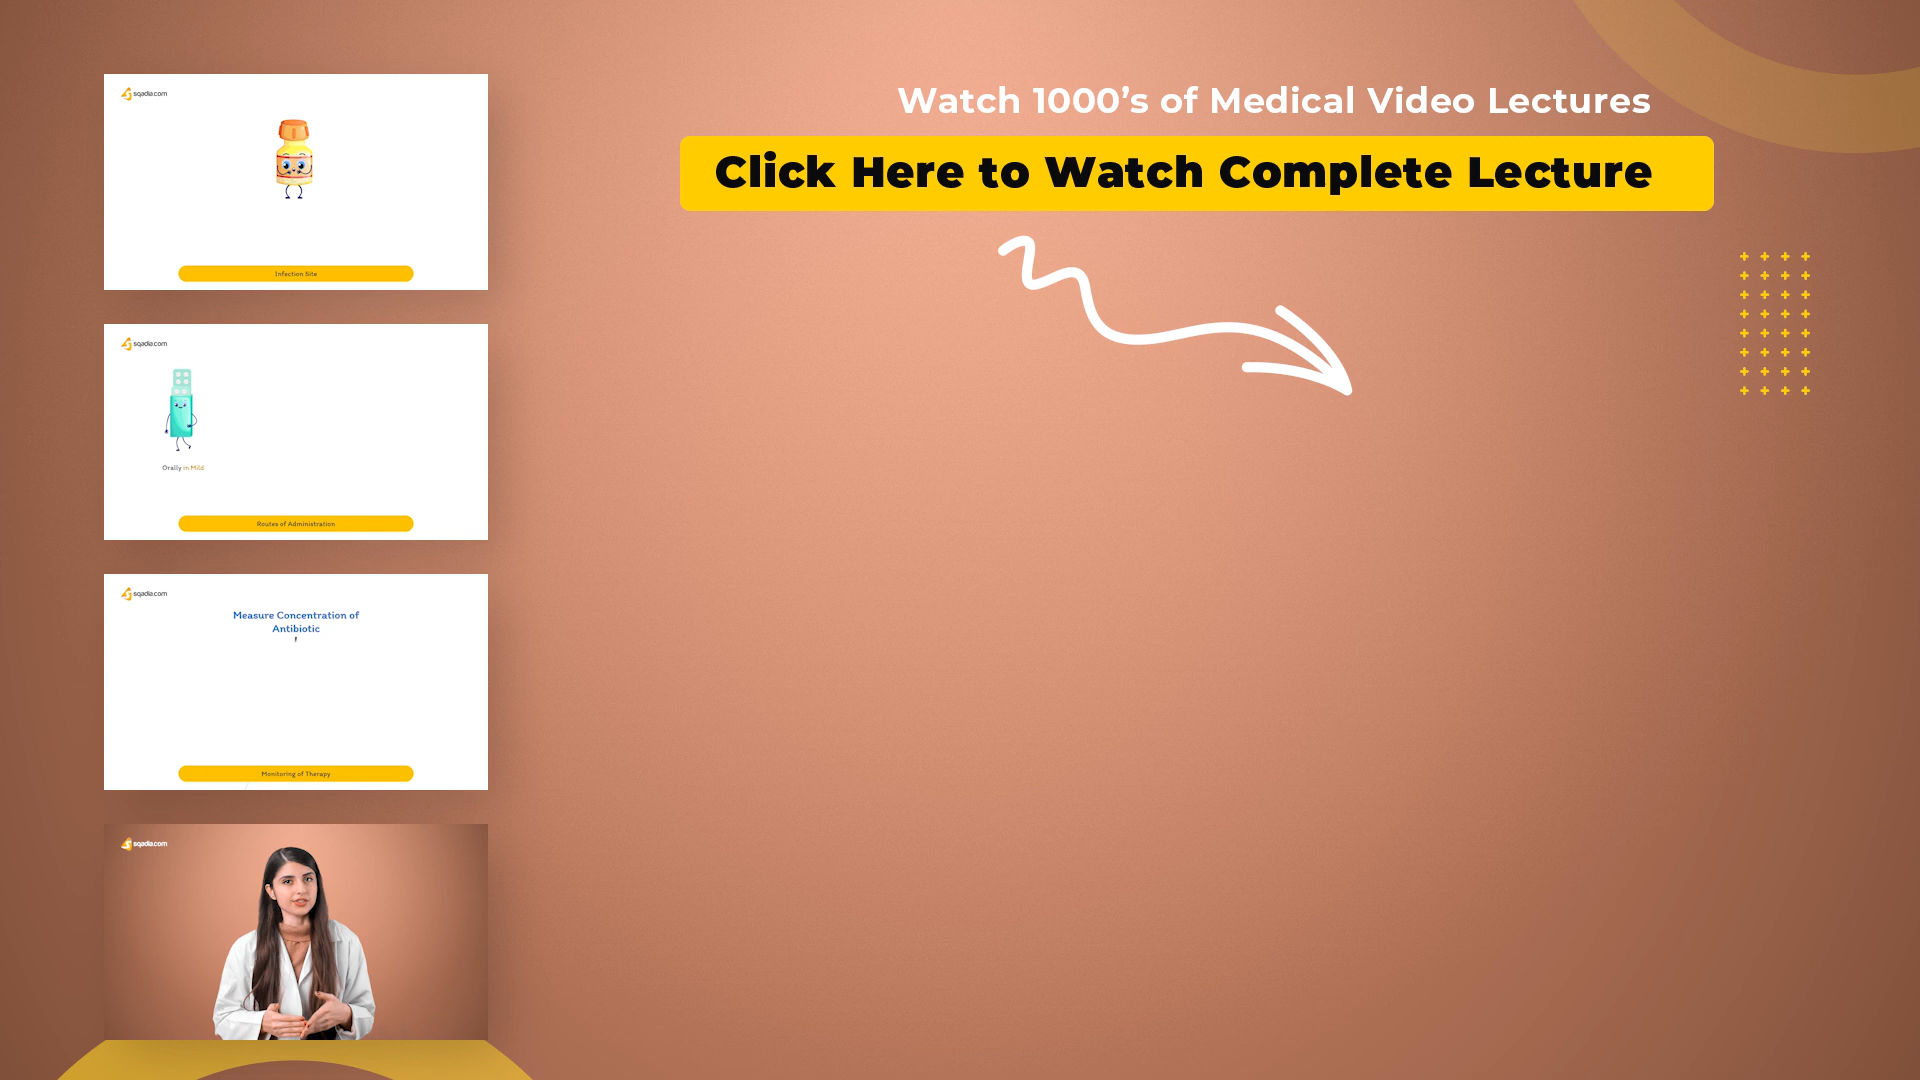 sqadia.com
Infection Site
sqadia.com
Orally in Mild
Routes of Administration
sqadia.com
Measure Concentration of
Antibiotic
Monitoring of Therapy
sqadia.com
Watch 1000’s of Medical Video Lectures
Click Here to Watch Complete Lecture